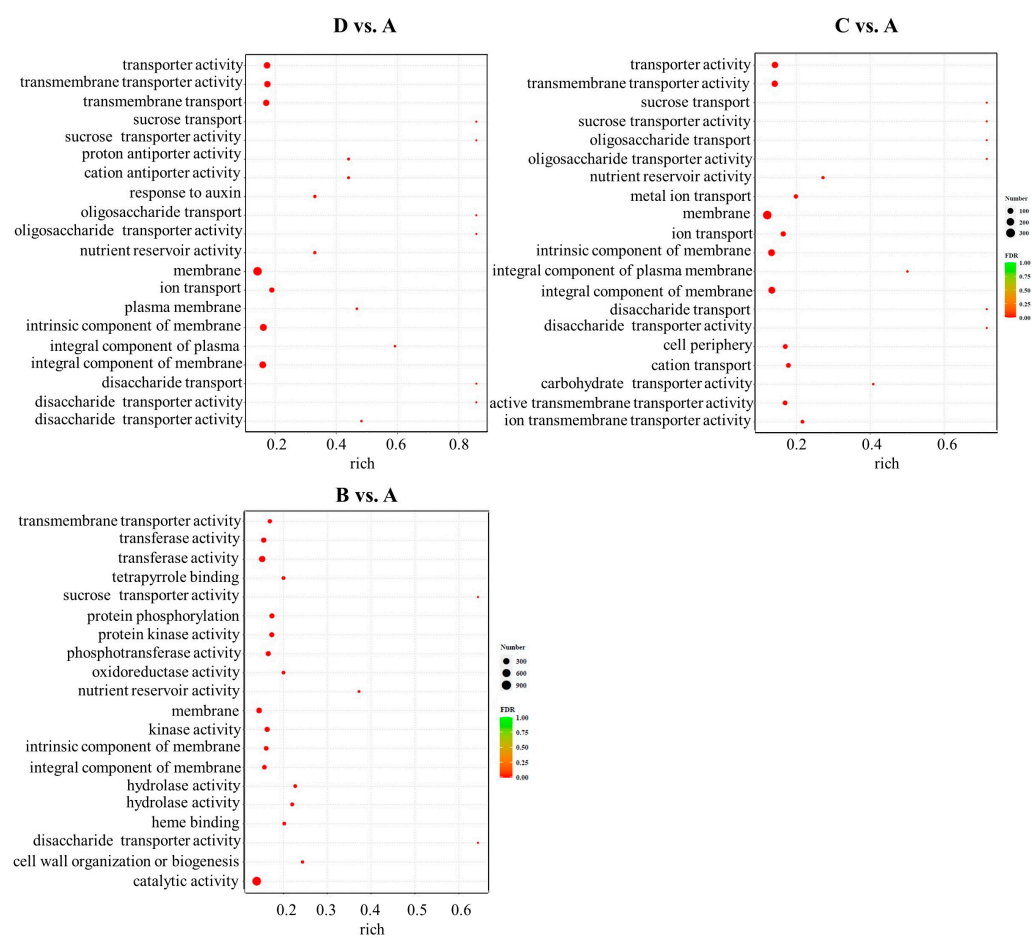 D vs. A
transporter activity
transmembrane transporter activity
transmembrane transport
sucrose transport
sucrose transporter activity
proton antiporter activity
cation antiporter activity
response to auxin
oligosaccharide transport
oligosaccharide transporter activity
nutrient reservoir activity
membrane
ion transport
plasma membrane
intrinsic component of membrane
integral component of plasma
integral component of membrane
disaccharide transport
disaccharide transporter activity
disaccharide transporter activity
0.2 0.4 0.6 0.8
rich
C vs. A
transporter activity
transmembrane transporter activity
sucrose transport
sucrose transporter activity
oligosaccharide transport
oligosaccharide transporter activity
nutrient reservoir activity
metal ion transport
membrane
ion transport
intrinsic component of membrane
integral component of plasma membrane
integral component of membrane
disaccharide transport
disaccharide transporter activity
cell periphery
cation transport
carbohydrate transporter activity
active transmembrane transporter activity
ion transmembrane transporter activity
0.2 0.4 0.6
rich
Number
100
200
300
FDR
1.00
0.75
0.50
0.25
0.00
B vs. A
transmembrane transporter activity
transferase activity
transferase activity
tetrapyrrole binding
sucrose transporter activity
protein phosphorylation
protein kinase activity
phosphotransferase activity
oxidoreductase activity
nutrient reservoir activity
membrane
kinase activity
intrinsic component of membrane
integral component of membrane
hydrolase activity
hydrolase activity
heme binding
disaccharide transporter activity
cell wall organization or biogenesis
catalytic activity
0.2 0.3 0.4 0.5 0.6
rich
Number
300
600
900
FDR
1.00
0.75
0.50
0.25
0.00